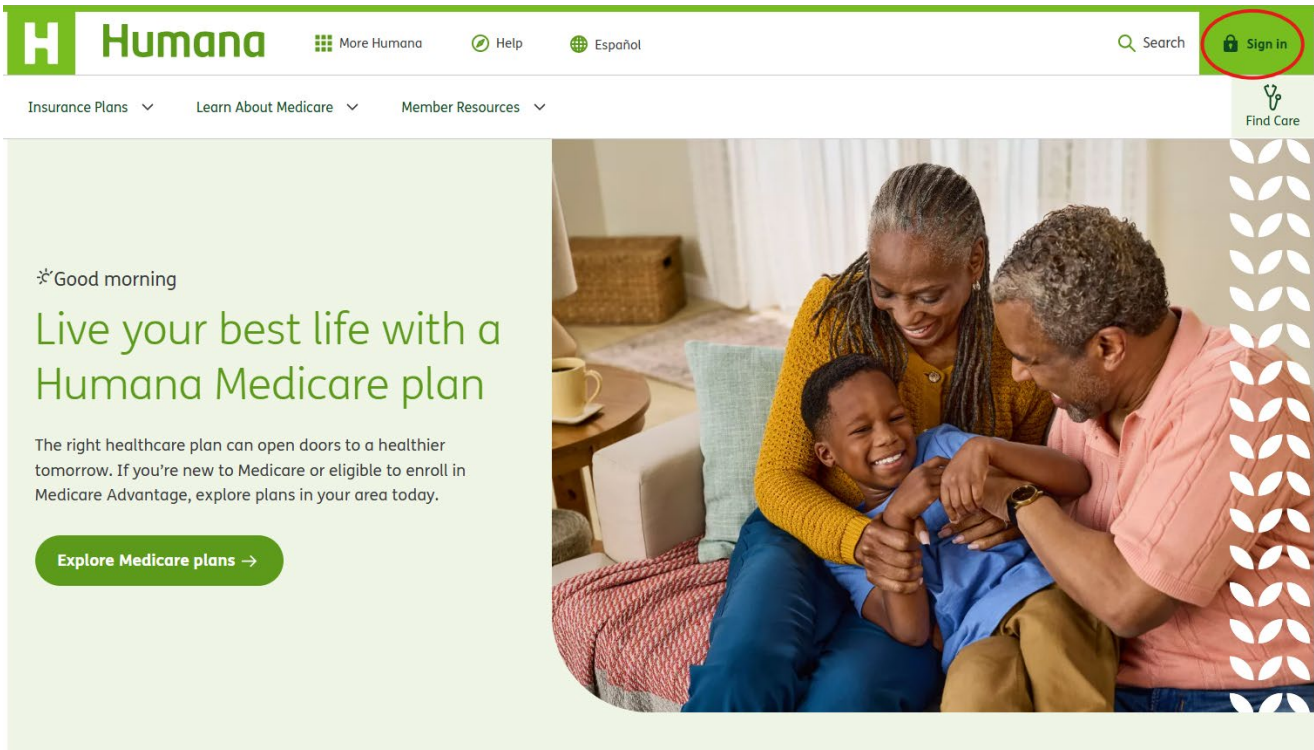 H Humana More Humana Help Español Search Sign in
Insurance Plans Learn About Medicare Member Resources Find Care
Good morning
Live your best life with a
Humana Medicare plan
The right healthcare plan can open doors to a healthier
tomorrow. If you’re new to Medicare or eligible to enroll in
Medicare Advantage, explore plans in your area today.
Explore Medicare plans →